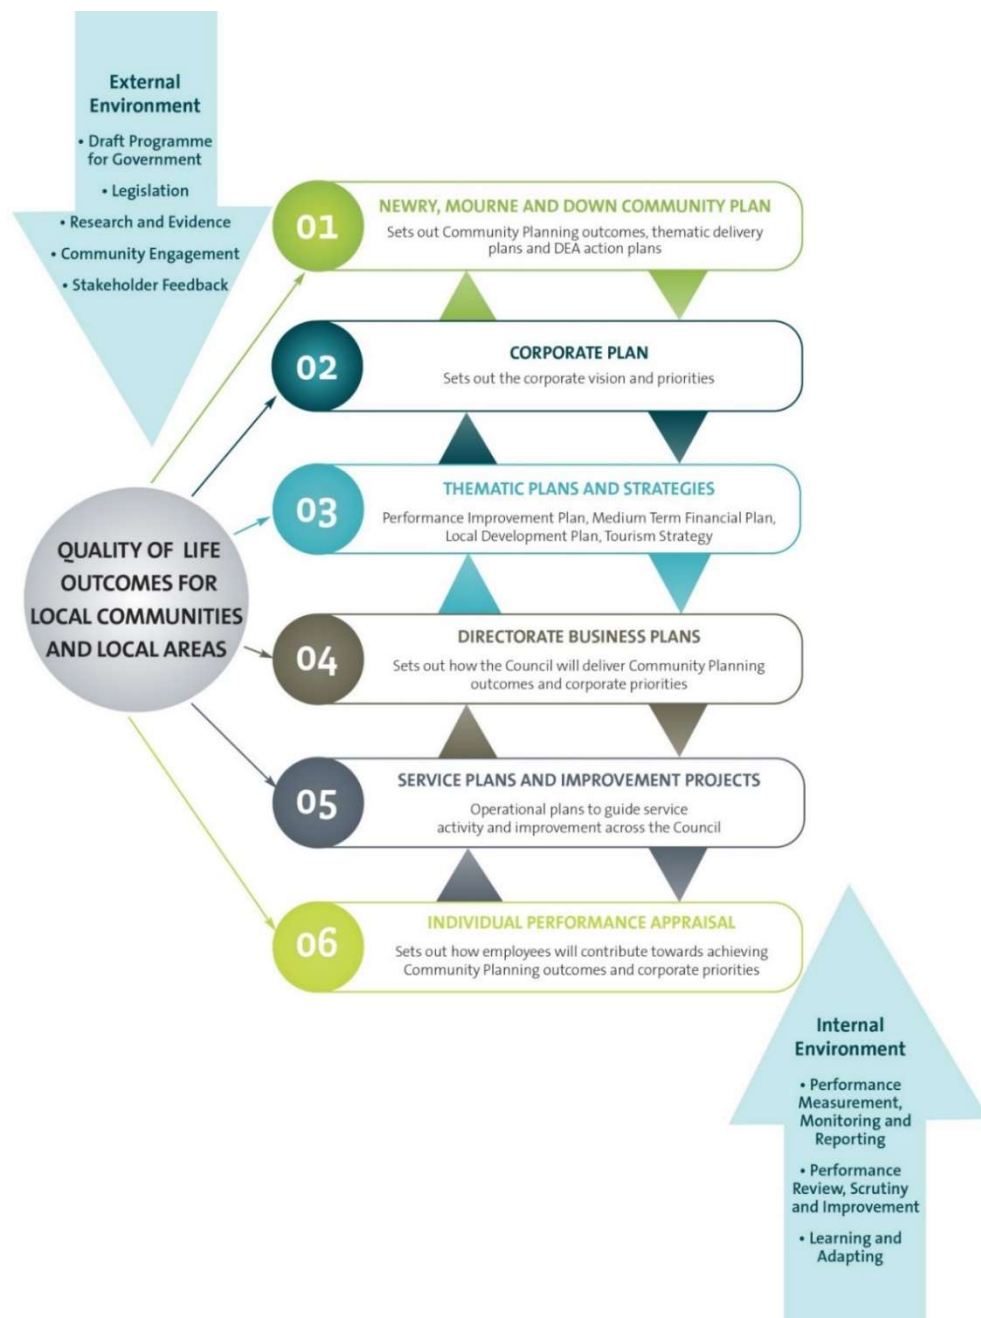 External
Environment
• Draft Programme
for Government
• Legislation
• Research and Evidence
• Community Engagement
• Stakeholder Feedback
01
NEWRY, MOURNE AND DOWN COMMUNITY PLAN
Sets out Community Planning outcomes, thematic delivery
plans and DEA action plans
02
CORPORATE PLAN
Sets out the corporate vision and priorities
03
THEMATIC PLANS AND STRATEGIES
Performance Improvement Plan, Medium Term Financial Plan,
Local Development Plan, Tourism Strategy
QUALITY OF LIFE
OUTCOMES FOR
LOCAL COMMUNITIES
AND LOCAL AREAS
04
DIRECTORATE BUSINESS PLANS
Sets out how the Council will deliver Community Planning
outcomes and corporate priorities
05
SERVICE PLANS AND IMPROVEMENT PROJECTS
Operational plans to guide service
activity and improvement across the Council
06
INDIVIDUAL PERFORMANCE APPRAISAL
Sets out how employees will contribute towards achieving
Community Planning outcomes and corporate priorities
Internal
Environment
• Performance
Measurement,
Monitoring and
Reporting
• Performance
Review, Scrutiny
and Improvement
• Learning and
Adapting